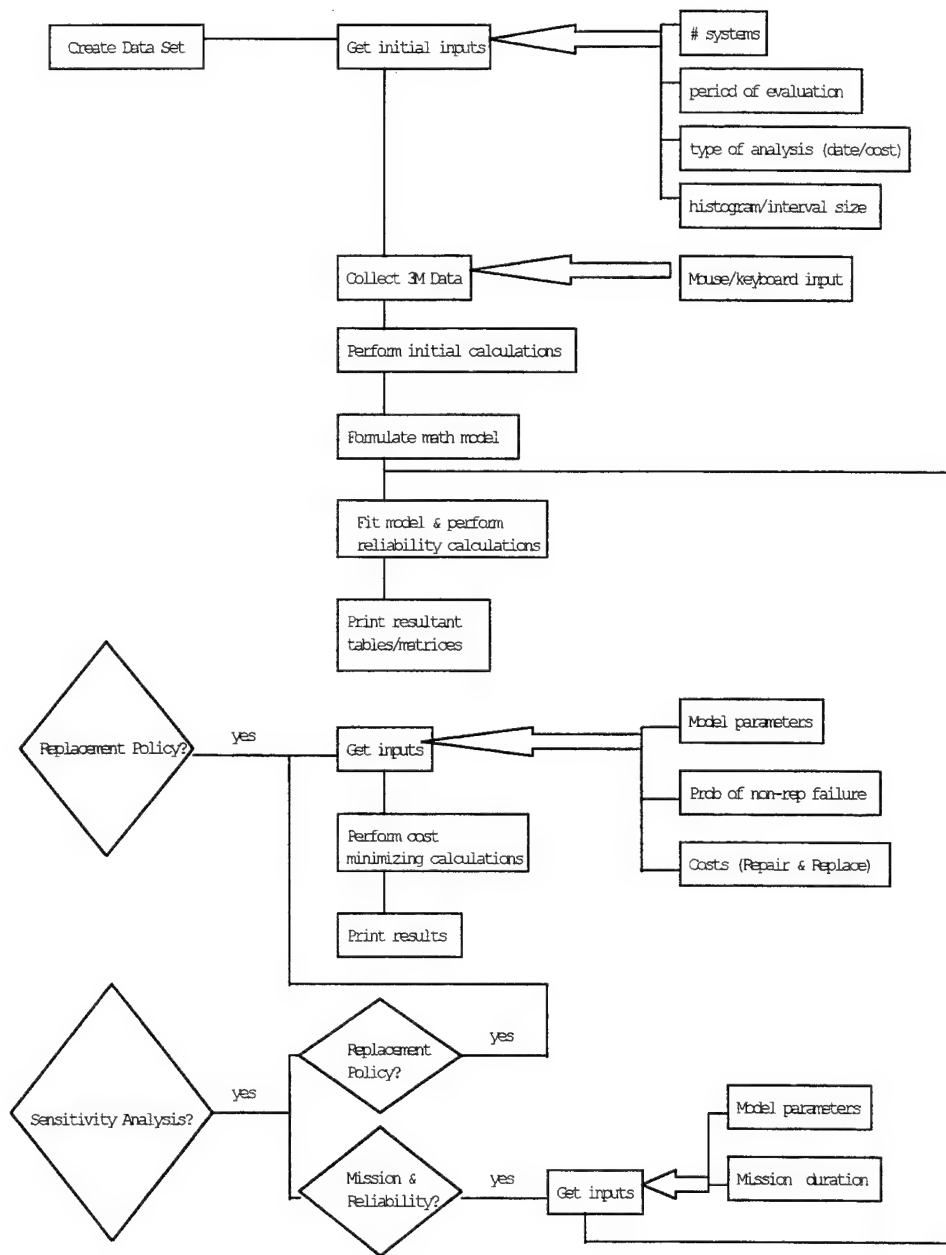 Create Data Set
Get initial inputs
# systems
period of evaluation
type of analysis (date/cost)
histogram/interval size
Collect 3M Data
Mouse/keyboard input
Perform initial calculations
Formulate math model
Fit model & perform
reliability calculations
Print resultant
tables/matrices
Replacement Policy?
yes
Get inputs
Model parameters
Prob of non-rep failure
Costs (Repair & Replace)
Perform cost
minimizing calculations
Print results
Sensitivity Analysis?
yes
Replacement
Policy?
yes
Mission &
Reliability?
yes
Get inputs
Model parameters
Mission duration